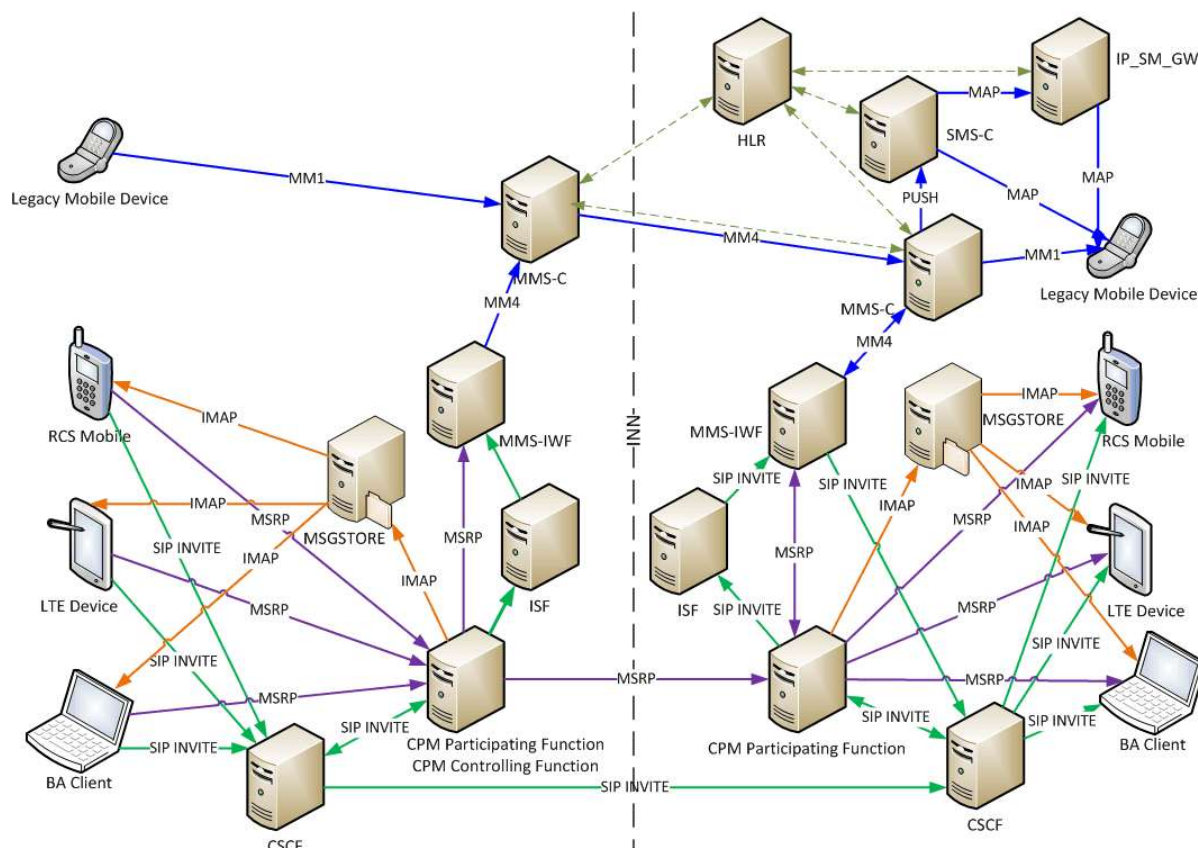 IP_SM_GW
MAP
HLR
SMS-C
MAP
Legacy Mobile Device
MM1
PUSH
MAP
MM4
MM1
MMS-C
Legacy Mobile Device
MMS-C
MM4
MM4
IMAP
IMAP
RCS Mobile
MMS-IWF
NNI
MMS-IWF
MSGSTORE
RCS Mobile
SIP INVITE
SIP INVITE
SIP INVITE
IMAP
IMAP
MSRP
MSGSTORE
IMAP
MSRP
SIP INVITE
IMAP
MSRP
MSRP
IMAP
LTE Device
ISF
ISF
SIP INVITE
MSRP
LTE Device
MSRP
SIP INVITE
MSRP
MSRP
MSRP
SIP INVITE
SIP INVITE
SIP INVITE
SIP INVITE
BA Client
CPM Participating Function
CPM Controlling Function
CPM Participating Function
BA Client
SIP INVITE
CSCF
CSCF